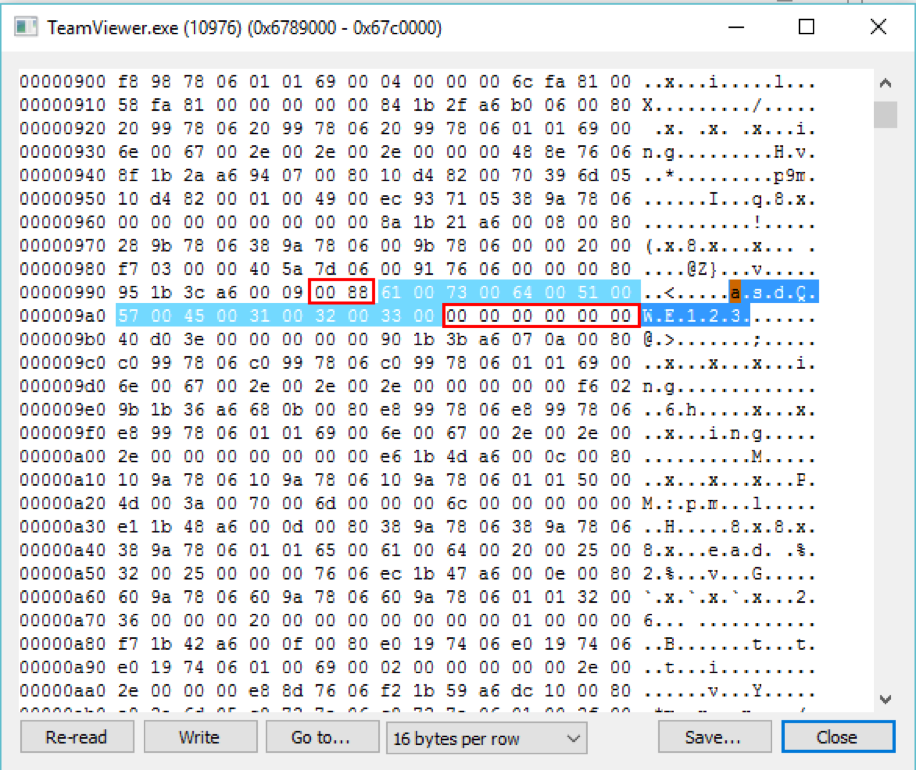 TeamViewer.exe (10976) (0x6789000 - 0x67c0000)
00000900 f8 98 78 06 01 01 69 00 04 00 00 00 6c fa 81 00 ..x...i.....l...
00000910 58 fa 81 00 00 00 00 00 84 1b 2f a6 b0 06 00 80 X........./.....
00000920 20 99 78 06 20 99 78 06 20 99 78 06 01 01 69 00  .x. .x. .x...i.
00000930 6e 00 67 00 2e 00 2e 00 2e 00 00 00 48 8e 76 06 n.g.........H.v.
00000940 8f 1b 2a a6 94 07 00 80 10 d4 82 00 70 39 6d 05 ..*.........p9m.
00000950 10 d4 82 00 01 00 49 00 ec 93 71 05 38 9a 78 06 ......I...q.8.x.
00000960 00 00 00 00 00 00 00 00 8a 1b 21 a6 00 08 00 80 ..........!.....
00000970 28 9b 78 06 38 9a 78 06 00 9b 78 06 00 00 20 00 (.x.8.x...x... .
00000980 f7 03 00 00 40 5a 7d 06 00 91 76 06 00 00 00 80 ....@Z}...v.....
00000990 95 1b 3c a6 00 09 00 88 61 00 73 00 64 00 51 00 ..<.....a.s.d.Q.
000009a0 57 00 45 00 31 00 32 00 33 00 00 00 00 00 00 00 W.E.1.2.3.......
000009b0 40 d0 3e 00 00 00 00 00 90 1b 3b a6 07 0a 00 80 @.>.......;.....
000009c0 c0 99 78 06 c0 99 78 06 c0 99 78 06 01 01 69 00 ..x...x...x...i.
000009d0 6e 00 67 00 2e 00 2e 00 2e 00 00 00 00 00 f6 02 n.g.............
000009e0 9b 1b 36 a6 68 0b 00 80 e8 99 78 06 e8 99 78 06 ..6.h.....x...x.
000009f0 e8 99 78 06 01 01 69 00 6e 00 67 00 2e 00 2e 00 ..x...i.n.g.....
00000a00 2e 00 00 00 00 00 00 00 e6 1b 4d a6 00 0c 00 80 ..........M.....
00000a10 10 9a 78 06 10 9a 78 06 10 9a 78 06 01 01 50 00 ..x...x...x...P.
00000a20 4d 00 3a 00 70 00 6d 00 00 00 6c 00 00 00 00 00 M.:.p.m...l.....
00000a30 e1 1b 48 a6 00 0d 00 80 38 9a 78 06 38 9a 78 06 ..H.....8.x.8.x.
00000a40 38 9a 78 06 01 01 65 00 61 00 64 00 20 00 25 00 8.x...e.a.d. .%.
00000a50 32 00 25 00 00 00 76 06 ec 1b 47 a6 00 0e 00 80 2.%...v...G.....
00000a60 60 9a 78 06 60 9a 78 06 60 9a 78 06 01 01 32 00 `.x.`.x.`.x...2.
00000a70 36 00 00 00 20 00 00 00 00 00 00 00 01 00 00 00 6... ...........
00000a80 f7 1b 42 a6 00 0f 00 80 e0 19 74 06 e0 19 74 06 ..B.......t...t.
00000a90 e0 19 74 06 01 00 69 00 02 00 00 00 00 00 2e 00 ..t...i.........
00000aa0 2e 00 00 00 e8 8d 76 06 f2 1b 59 a6 dc 10 00 80 ......v...Y.....
Re-read Write Go to... 16 bytes per row Save... Close